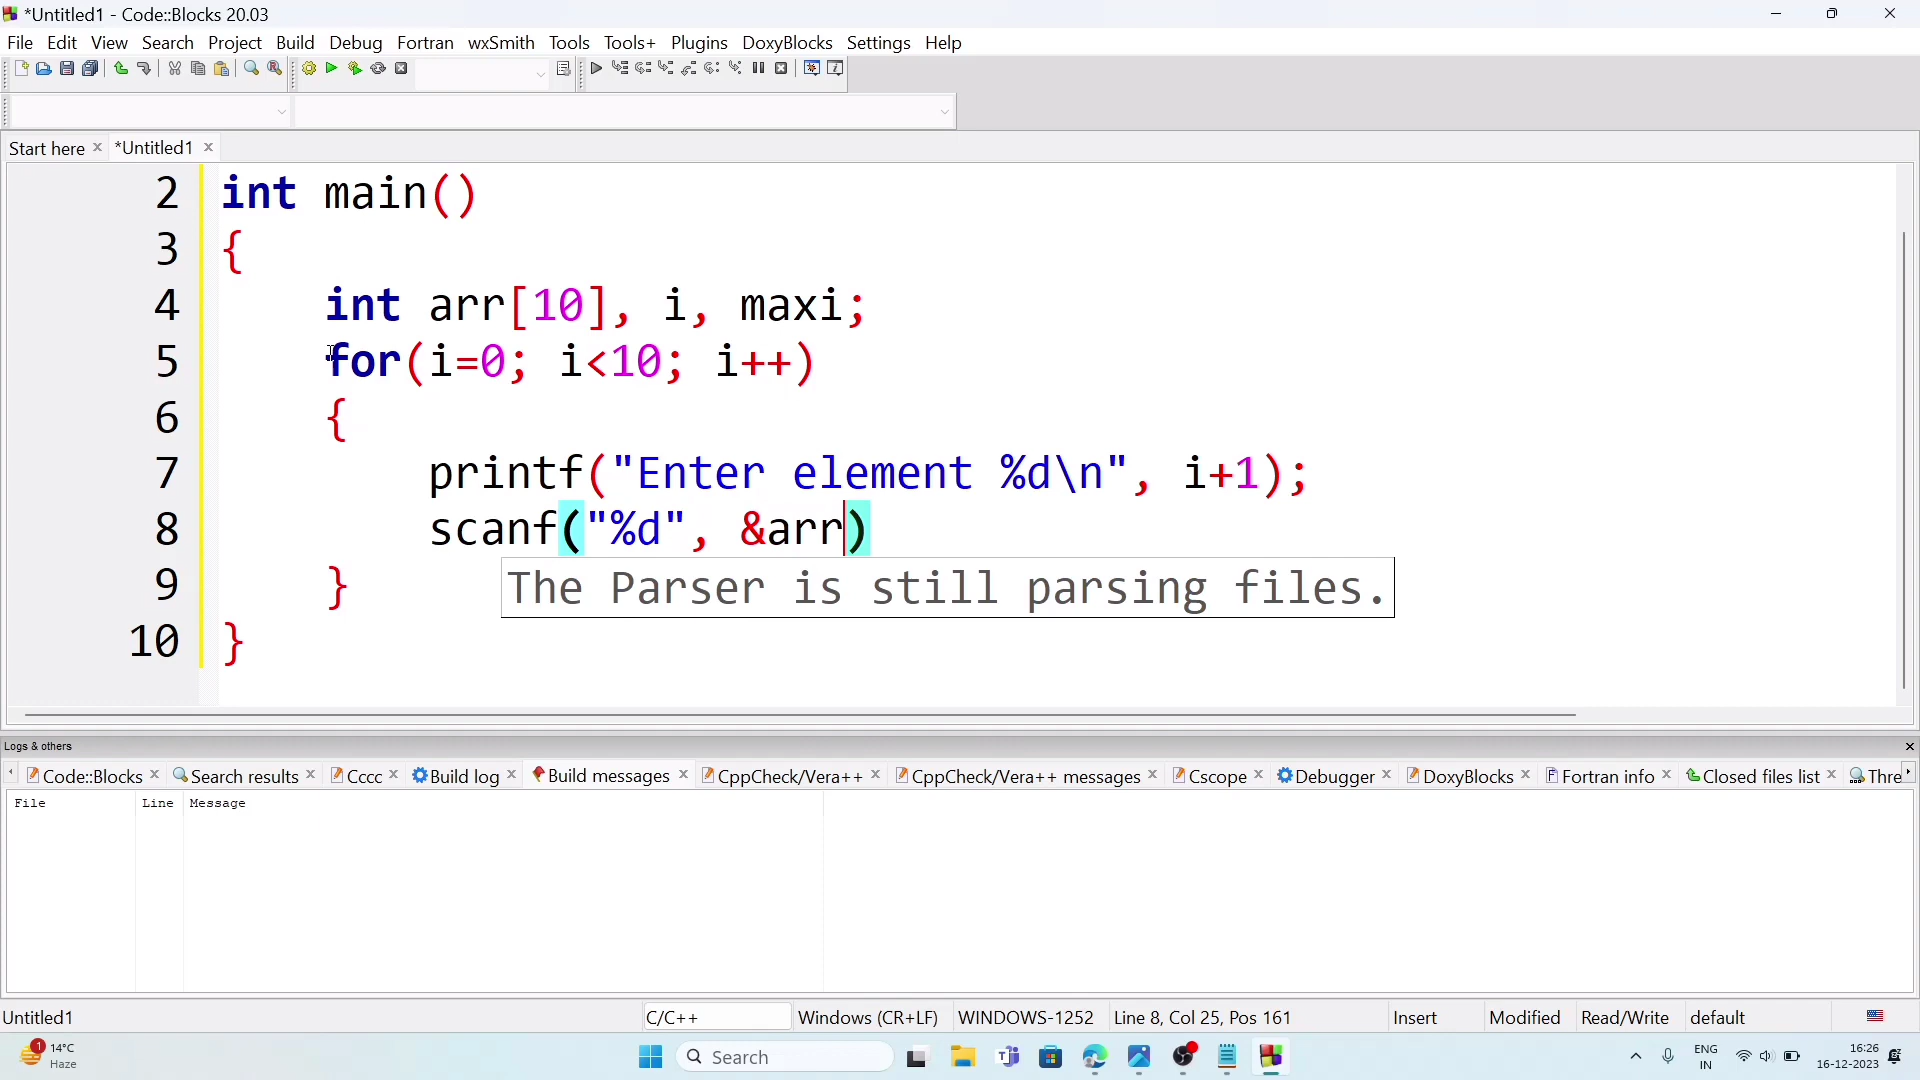 *Untitled1 - Code::Blocks 20.03
File Edit View Search Project Build Debug Fortran wxSmith Tools Tools+ Plugins DoxyBlocks Settings Help
Start here *Untitled1
2 int main()
3 {
4 int arr[10], i, maxi;
5 for(i=0; i<10; i++)
6 {
7 printf("Enter element %d\n", i+1);
8 scanf("%d", &arr)
The Parser is still parsing files.
9 }
10 }
Logs & others
Code::Blocks Search results Cccc Build log Build messages CppCheck/Vera++ CppCheck/Vera++ messages Cscope Debugger DoxyBlocks Fortran info Closed files list Thre
File Line Message
Untitled1 C/C++ Windows (CR+LF) WINDOWS-1252 Line 8, Col 25, Pos 161 Insert Modified Read/Write default
1 14°C
Haze
Search
ENG
IN
16:26
16-12-2023